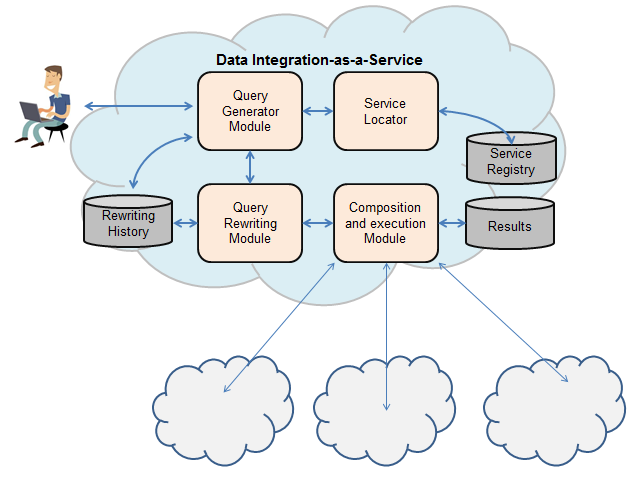 Data Integration-as-a-Service
Query
Generator
Module
Service
Locator
Service
Registry
Rewriting
History
Query
Rewriting
Module
Composition
and execution
Module
Results